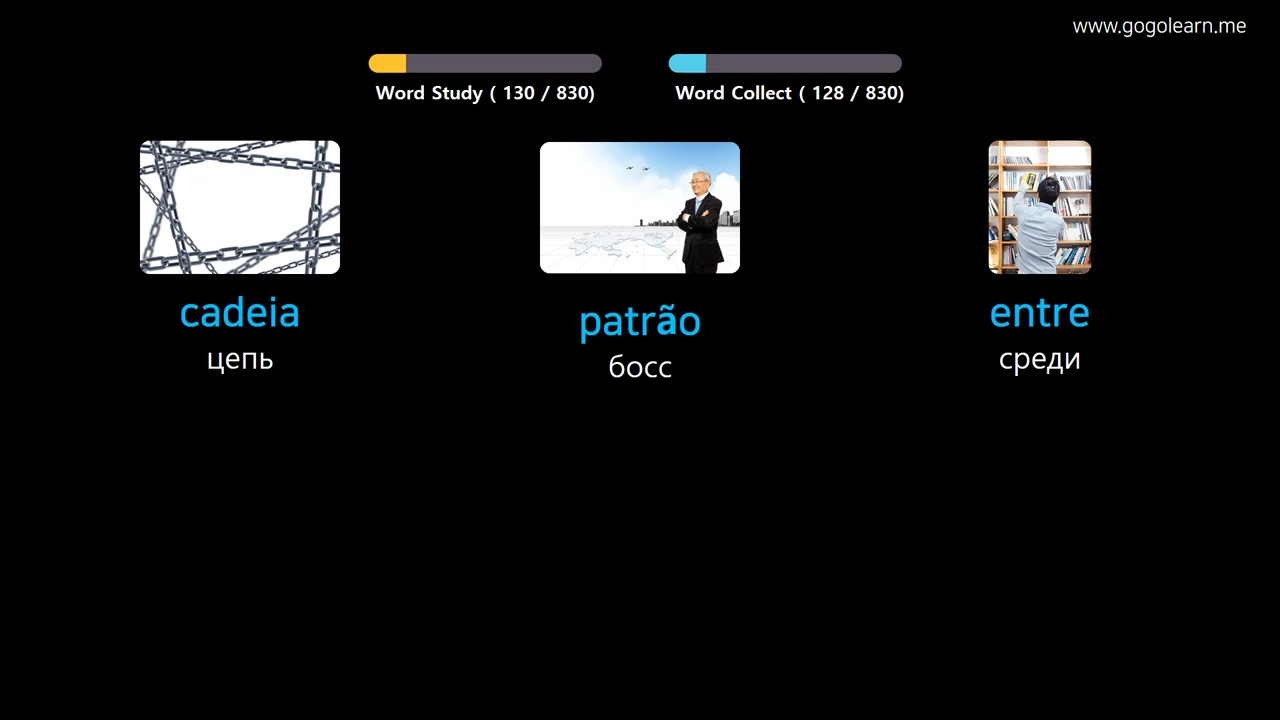 www.gogolearn.me
Word Study ( 130 / 830)
Word Collect ( 128 / 830)
cadeia
цепь
patrão
босс
entre
среди